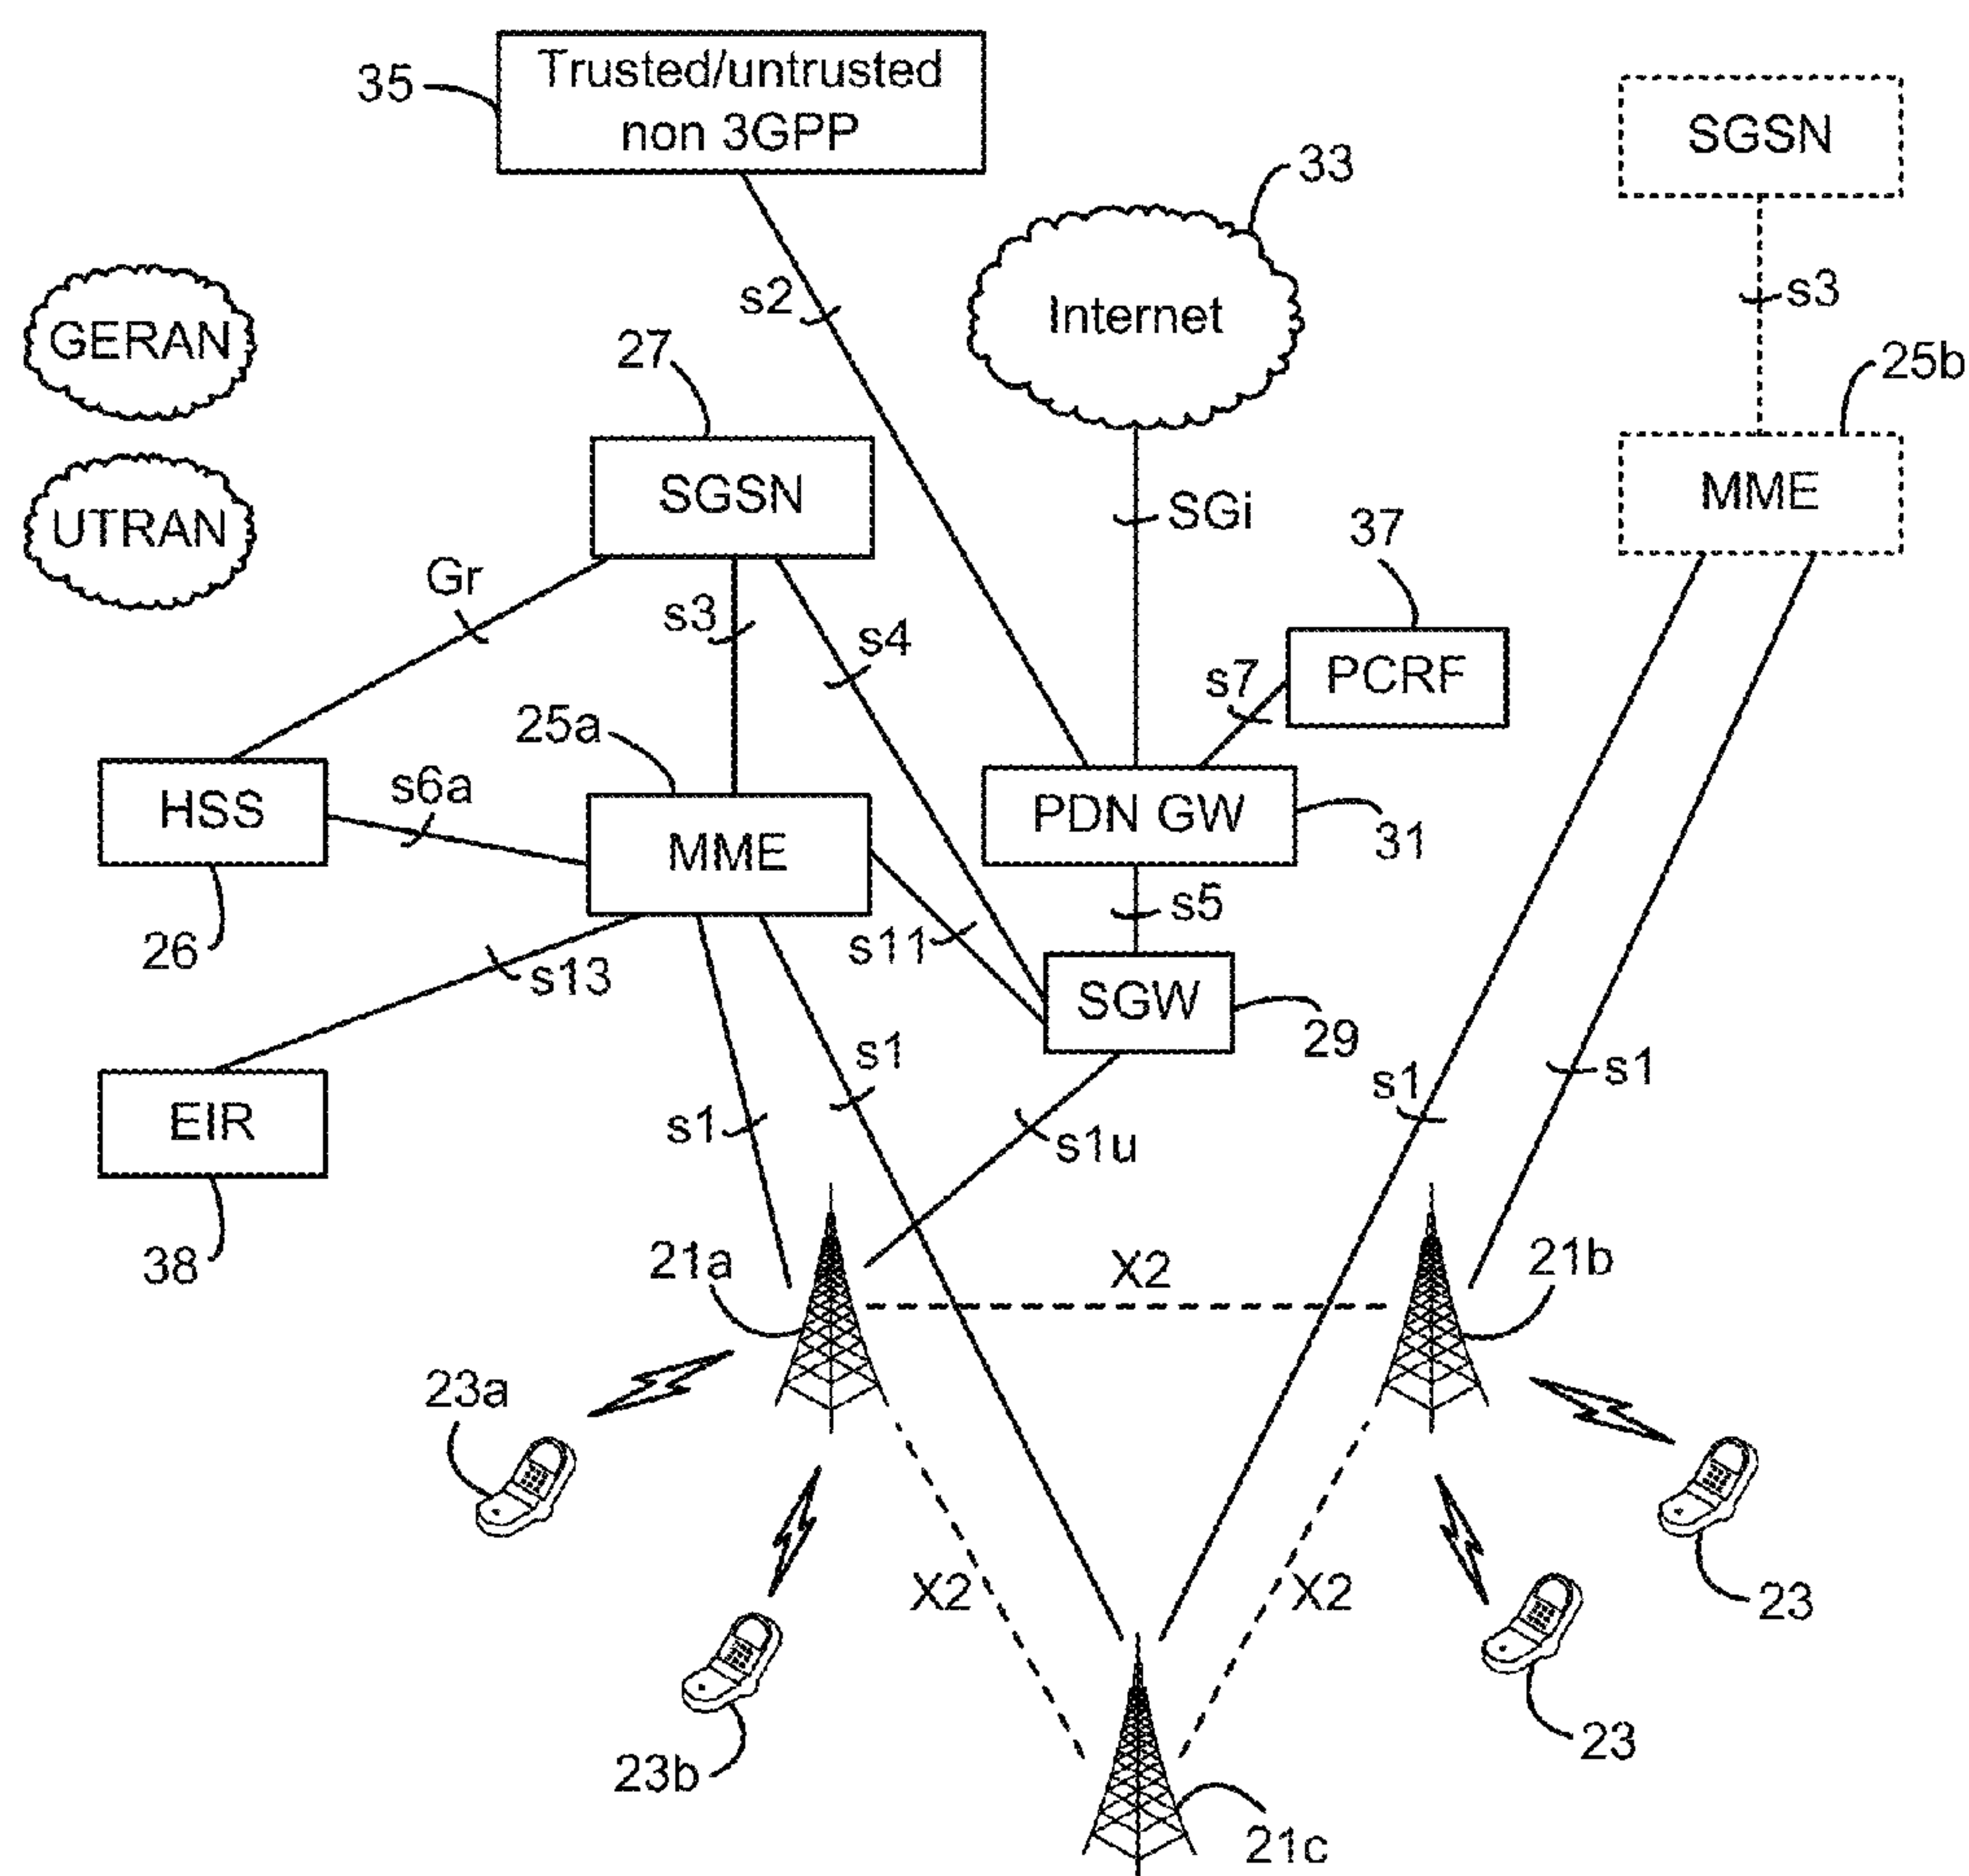 35
Trusted/untrusted
non 3GPP
SGSN
33
s2
Internet
s3
GERAN
27
25b
UTRAN
SGSN
SGi
MME
37
Gr
s3
s4
s7
PCRF
25a
HSS
s6a
MME
PDN GW
31
26
s13
s11
s5
SGW
29
EIR
s1
s1
s1u
s1
s1
38
21a
X2
21b
23a
X2
X2
23
23b
23
21c